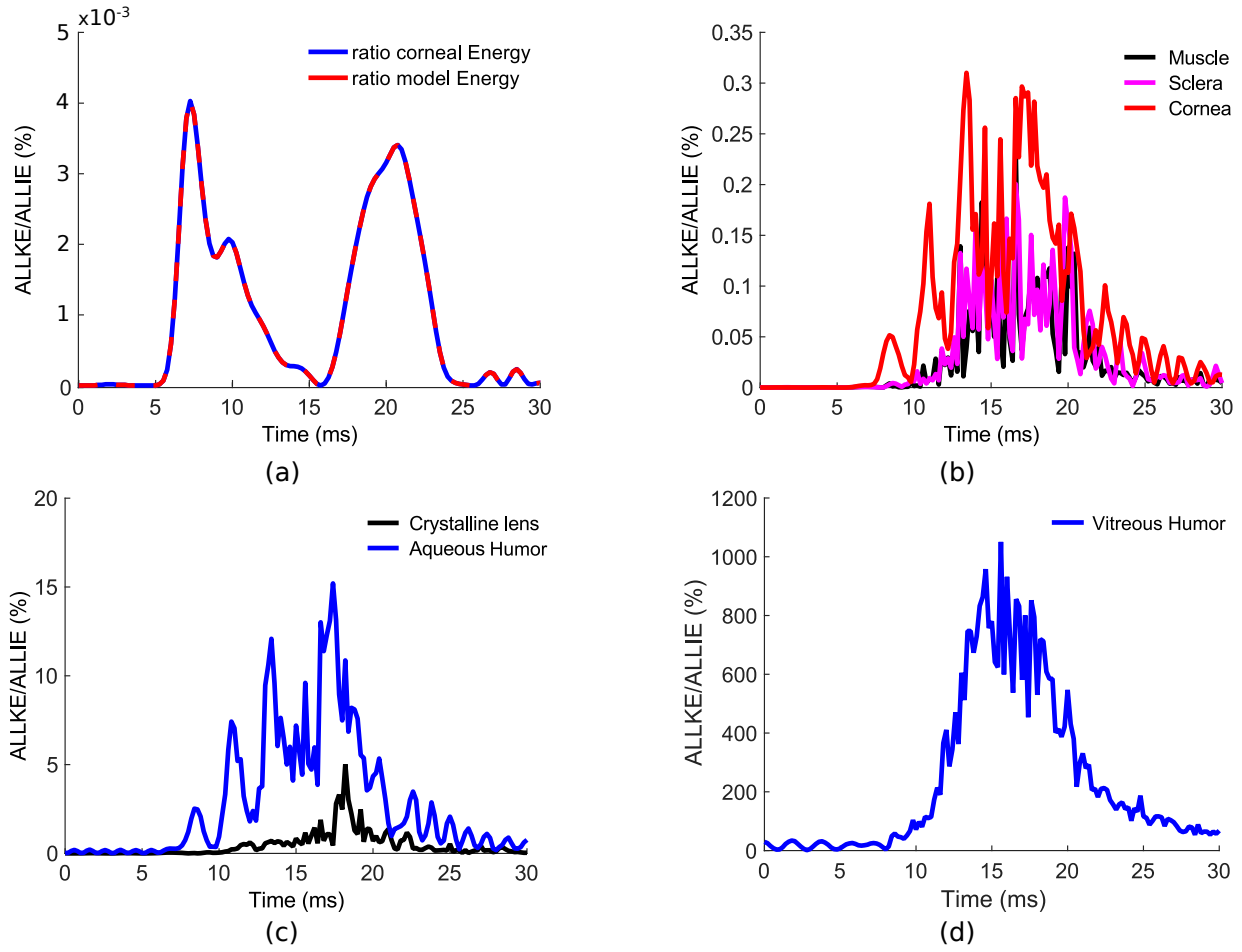 x10-3
5
4
3
2
1
0
0 5 10 15 20 25 30
ALLKE/ALLIE (%)
Time (ms)
ratio corneal Energy
ratio model Energy
(a)
0.35
0.3
0.25
0.2
0.15
0.1
0.05
0
0 5 10 15 20 25 30
ALLKE/ALLIE (%)
Time (ms)
Muscle
Sclera
Cornea
(b)
20
15
10
5
0
0 5 10 15 20 25 30
ALLKE/ALLIE (%)
Time (ms)
Crystalline lens
Aqueous Humor
(c)
1200
1000
800
600
400
200
0
0 5 10 15 20 25 30
ALLKE/ALLIE (%)
Time (ms)
Vitreous Humor
(d)